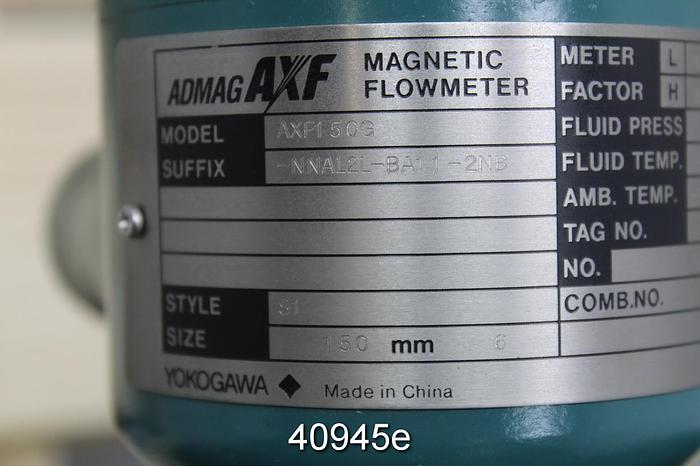 ADMAG AXF MAGNETIC FLOWMETER
MODEL AXF150G
SUFFIX -NNAL2L-BA11-2NB
STYLE S1
SIZE 150 mm 6
YOKOGAWA ◆ Made in China
METER L
FACTOR H
FLUID PRESS
FLUID TEMP.
AMB. TEMP.
TAG NO.
NO.
COMB.NO.
40945e